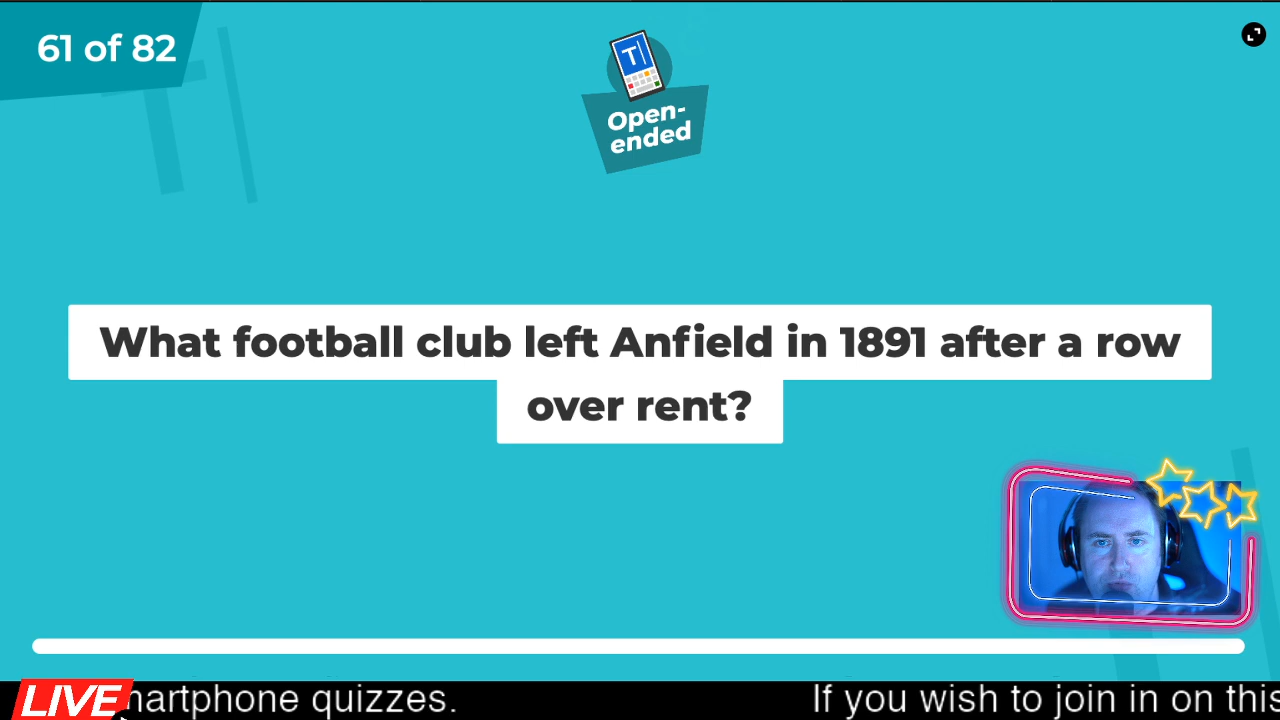 61 of 82
T
Open-
ended
What football club left Anfield in 1891 after a row
over rent?
LIVE
martphone quizzes.
If you wish to join in on this